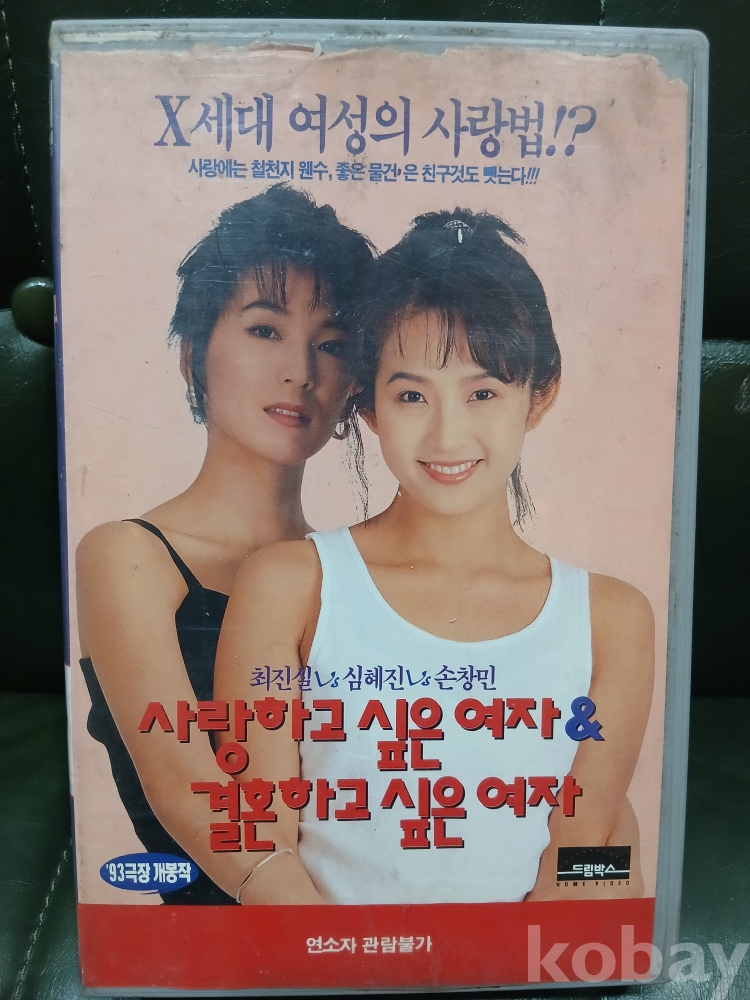 X세대 여성의 사랑법!?
사랑에는 철천지 웬수, 좋은 물건'은 친구것도 뺏는다!!!
최진실 vs 심혜진 vs 손창민
사랑하고 싶은 여자 &
결혼하고 싶은 여자
'93극장 개봉작
드림박스
HOME VIDEO
연소자 관람불가
kobay